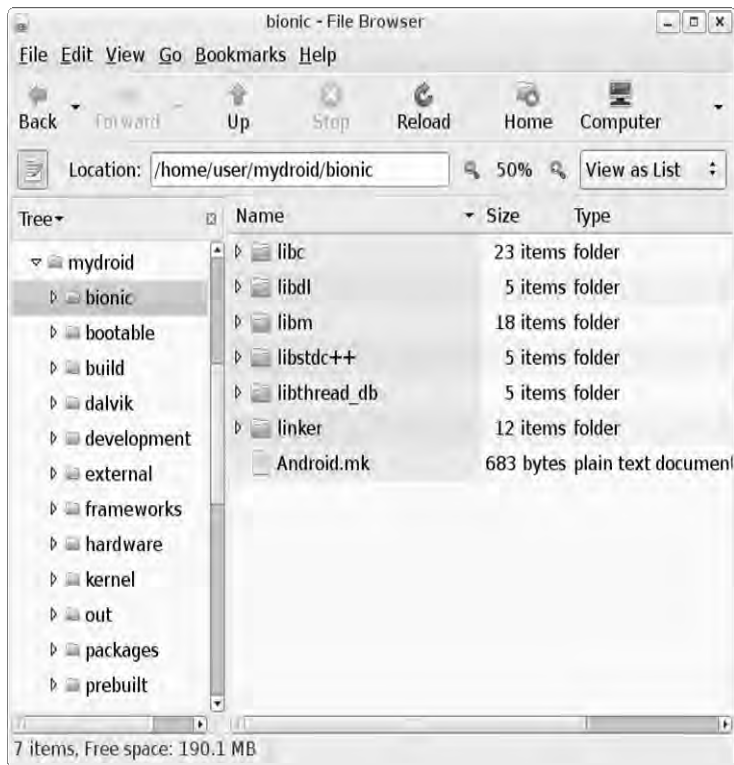 bionic - File Browser
File Edit View Go Bookmarks Help
Back Forward Up Stop Reload Home Computer
Location: /home/user/mydroid/bionic 50% View as List
Tree Name Size Type
mydroid
bionic
bootable
build
dalvik
development
external
frameworks
hardware
kernel
out
packages
prebuilt
libc 23 items folder
libdl 5 items folder
libm 18 items folder
libstdc++ 5 items folder
libthread_db 5 items folder
linker 12 items folder
Android.mk 683 bytes plain text document
7 items, Free space: 190.1 MB